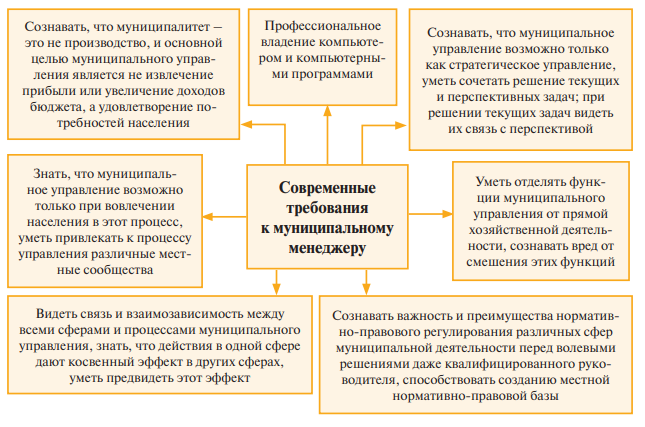 Сознавать, что муниципалитет –
это не производство, и основной
целью муниципального управ-
ления является не извлечение
прибыли или увеличение доходов
бюджета, а удовлетворение по-
требностей населения
Профессиональное
владение компьюте-
ром и компьютерны-
ми программами
Сознавать, что муниципальное
управление возможно только
как стратегическое управление,
уметь сочетать решение текущих
и перспективных задач; при
решении текущих задач видеть
их связь с перспективой
Знать, что муниципаль-
ное управление возможно
только при вовлечении
населения в этот процесс,
уметь привлекать к процессу
управления различные мест-
ные сообщества
Современные
требования
к муниципальному
менеджеру
Уметь отделять функ-
ции муниципального
управления от прямой
хозяйственной деятель-
ности, сознавать вред от
смешения этих функций
Видеть связь и взаимозависимость между
всеми сферами и процессами муниципального
управления, знать, что действия в одной сфере
дают косвенный эффект в других сферах,
уметь предвидеть этот эффект
Сознавать важность и преимущества норматив-
но-правового регулирования различных сфер
муниципальной деятельности перед волевыми
решениями даже квалифицированного руко-
водителя, способствовать созданию местной
нормативно-правовой базы